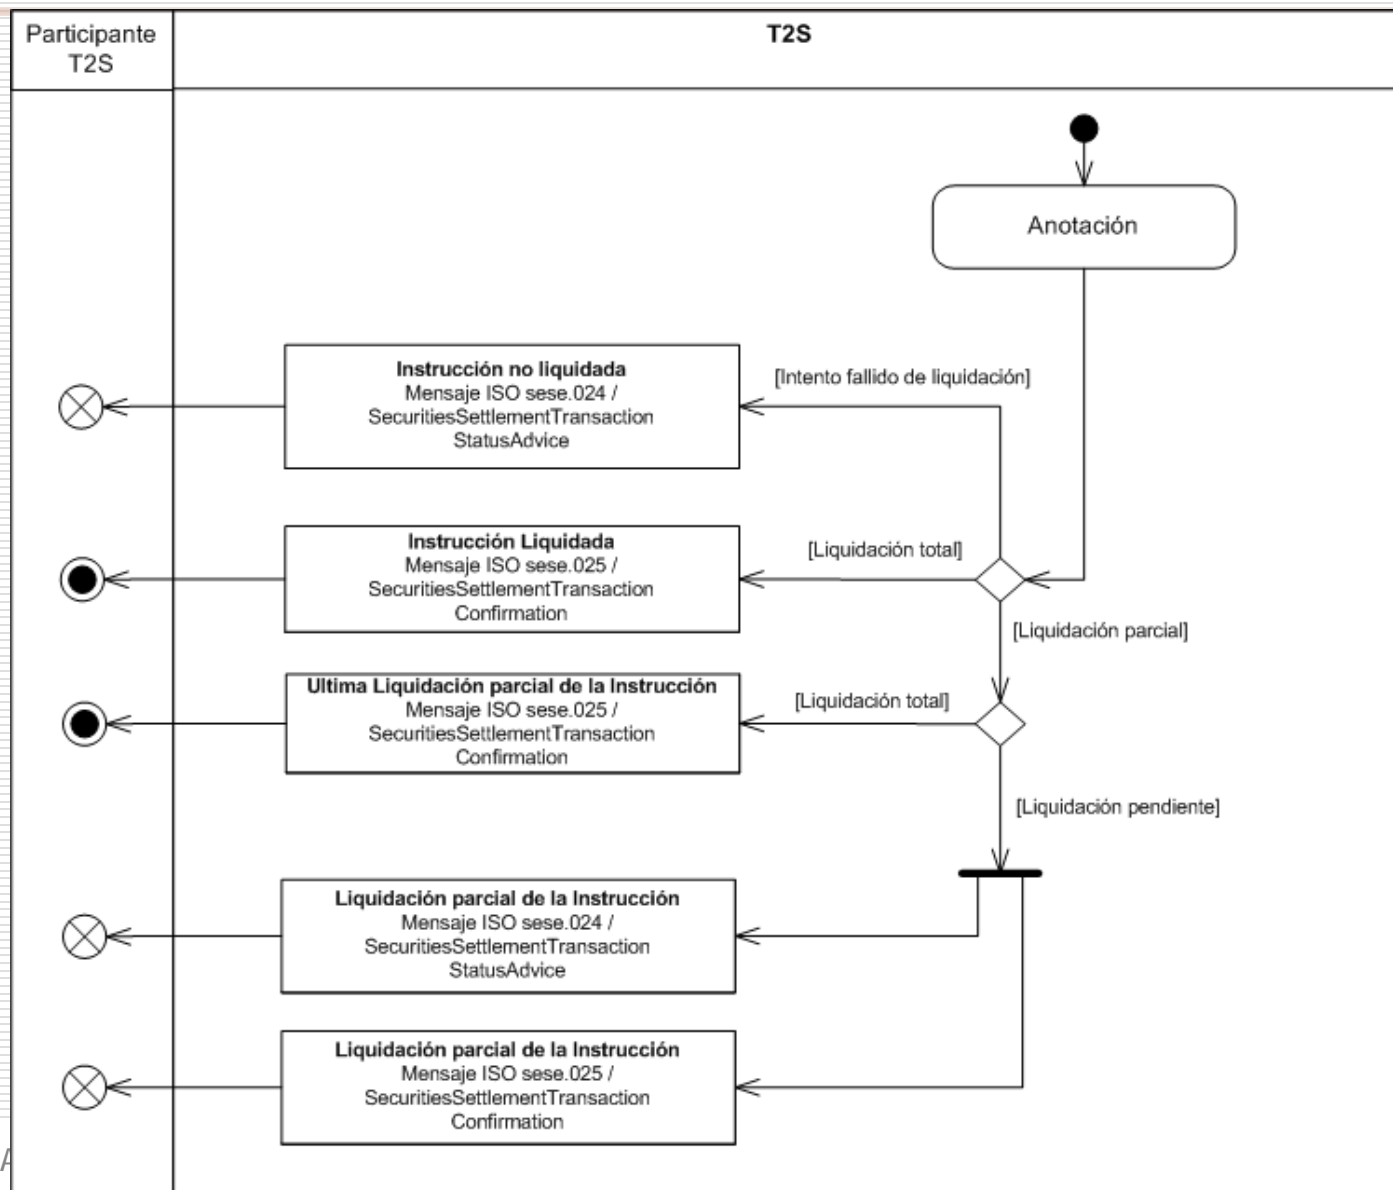 Participante
T2S
T2S
Anotación
Instrucción no liquidada
Mensaje ISO sese.024 /
SecuritiesSettlementTransaction
StatusAdvice
[Intento fallido de liquidación]
Instrucción Liquidada
Mensaje ISO sese.025 /
SecuritiesSettlementTransaction
Confirmation
[Liquidación total]
[Liquidación parcial]
Ultima Liquidación parcial de la Instrucción
Mensaje ISO sese.025 /
SecuritiesSettlementTransaction
Confirmation
[Liquidación total]
[Liquidación pendiente]
Liquidación parcial de la Instrucción
Mensaje ISO sese.024 /
SecuritiesSettlementTransaction
StatusAdvice
Liquidación parcial de la Instrucción
Mensaje ISO sese.025 /
SecuritiesSettlementTransaction
Confirmation